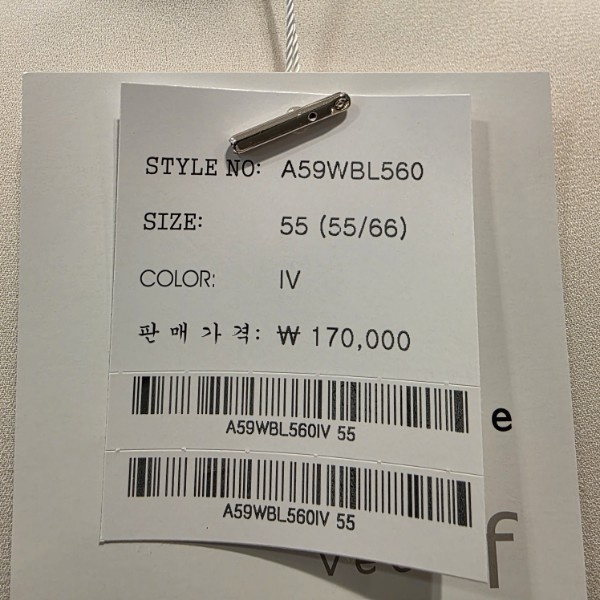 STYLE NO: A59WBL560
SIZE: 55 (55/66)
COLOR: IV
판매가격: ₩ 170,000
A59WBL560IV 55
e
A59WBL560IV 55
f